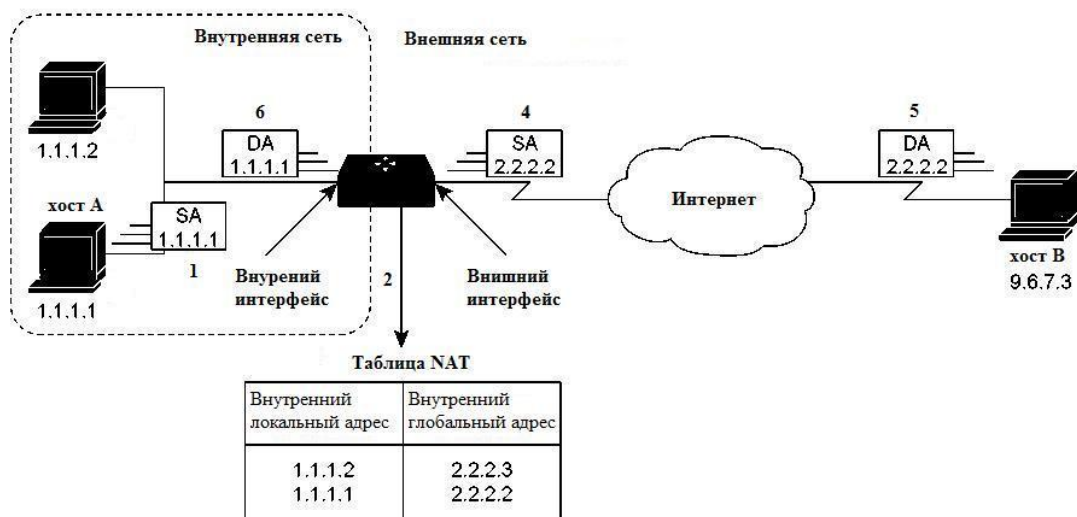 Внутренняя сеть
Внешняя сеть
1.1.1.2
хост A
SA
1.1.1.1
1
1.1.1.1
6
DA
1.1.1.1
4
SA
2.2.2.2
Интернет
5
DA
2.2.2.2
хост B
9.6.7.3
Внурений
интерфейс
2
Внишний
интерфейс
Таблица NAT
Внутренний
локальный адрес
Внутренний
глобальный адрес
1.1.1.2 2.2.2.3
1.1.1.1 2.2.2.2